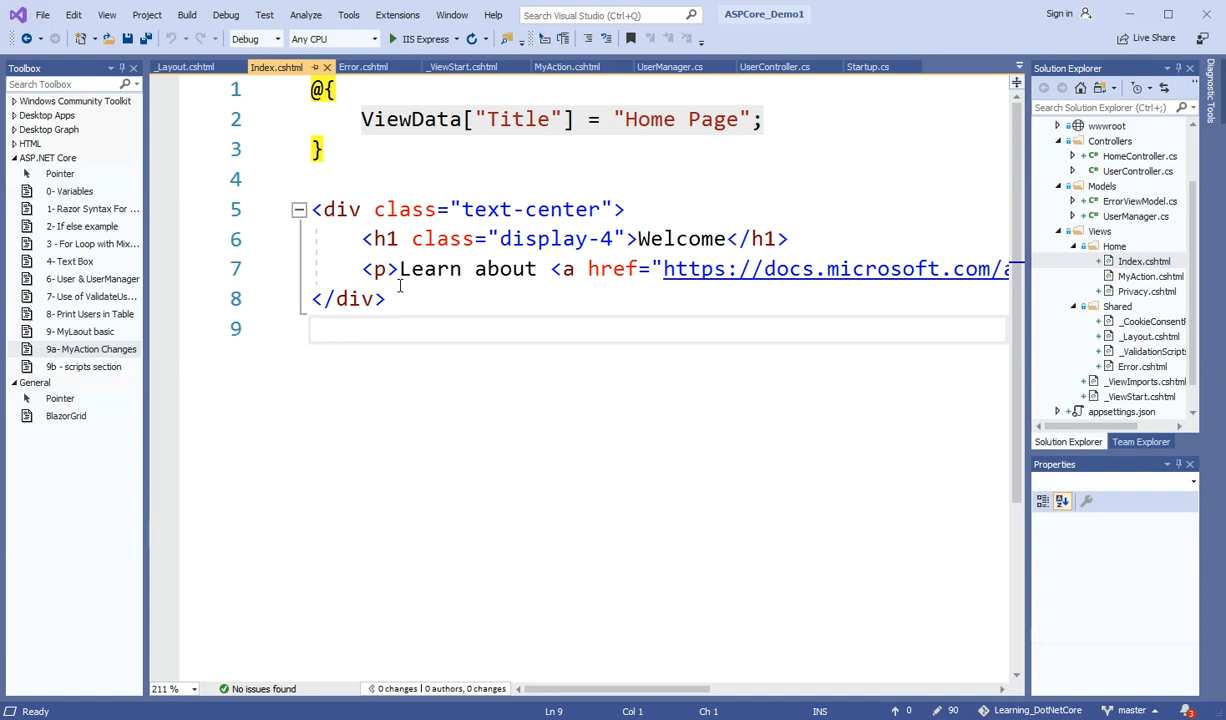 File Edit View Project Build Debug Test Analyze Tools Extensions Window Help Search Visual Studio (Ctrl+Q) ASPCore_Demo1 Sign in
Debug Any CPU IIS Express Live Share
Toolbox
Search Toolbox
Windows Community Toolkit
Desktop Apps
Desktop Graph
HTML
ASP.NET Core
Pointer
0- Variables
1- Razor Syntax For ...
2- If else example
3 - For Loop with Mix...
4- Text Box
6- User & UserManager
7- Use of ValidateUs...
8- Print Users in Table
9- MyLaout basic
9a- MyAction Changes
9b - scripts section
General
Pointer
BlazorGrid
_Layout.cshtml Index.cshtml Error.cshtml _ViewStart.cshtml MyAction.cshtml UserManager.cs UserController.cs Startup.cs
1 @{
2 ViewData["Title"] = "Home Page";
3 }
4
5 <div class="text-center">
6 <h1 class="display-4">Welcome</h1>
7 <p>Learn about <a href="https://docs.microsoft.com/a
8 </div>
9
211 % No issues found 0 changes | 0 authors, 0 changes
Solution Explorer
Search Solution Explorer (Ctrl+;)
wwwroot
Controllers
HomeController.cs
UserController.cs
Models
ErrorViewModel.cs
UserManager.cs
Views
Home
Index.cshtml
MyAction.cshtml
Privacy.cshtml
Shared
_CookieConsentP
_Layout.cshtml
_ValidationScripts
Error.cshtml
_ViewImports.cshtml
_ViewStart.cshtml
appsettings.json
Solution Explorer Team Explorer
Properties
Diagnostic Tools
Ready Ln 9 Col 1 Ch 1 INS 0 90 Learning_DotNetCore master 3